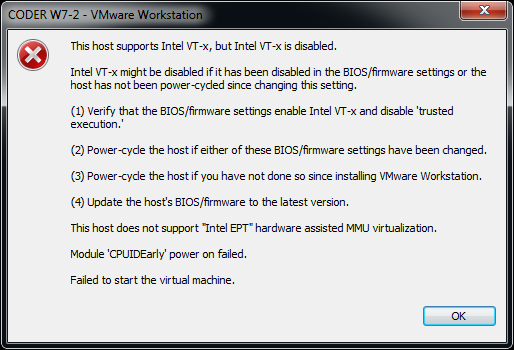 CODER W7-2 - VMware Workstation
This host supports Intel VT-x, but Intel VT-x is disabled.
Intel VT-x might be disabled if it has been disabled in the BIOS/firmware settings or the
host has not been power-cycled since changing this setting.
(1) Verify that the BIOS/firmware settings enable Intel VT-x and disable 'trusted
execution.'
(2) Power-cycle the host if either of these BIOS/firmware settings have been changed.
(3) Power-cycle the host if you have not done so since installing VMware Workstation.
(4) Update the host's BIOS/firmware to the latest version.
This host does not support "Intel EPT" hardware assisted MMU virtualization.
Module 'CPUIDEarly' power on failed.
Failed to start the virtual machine.
OK